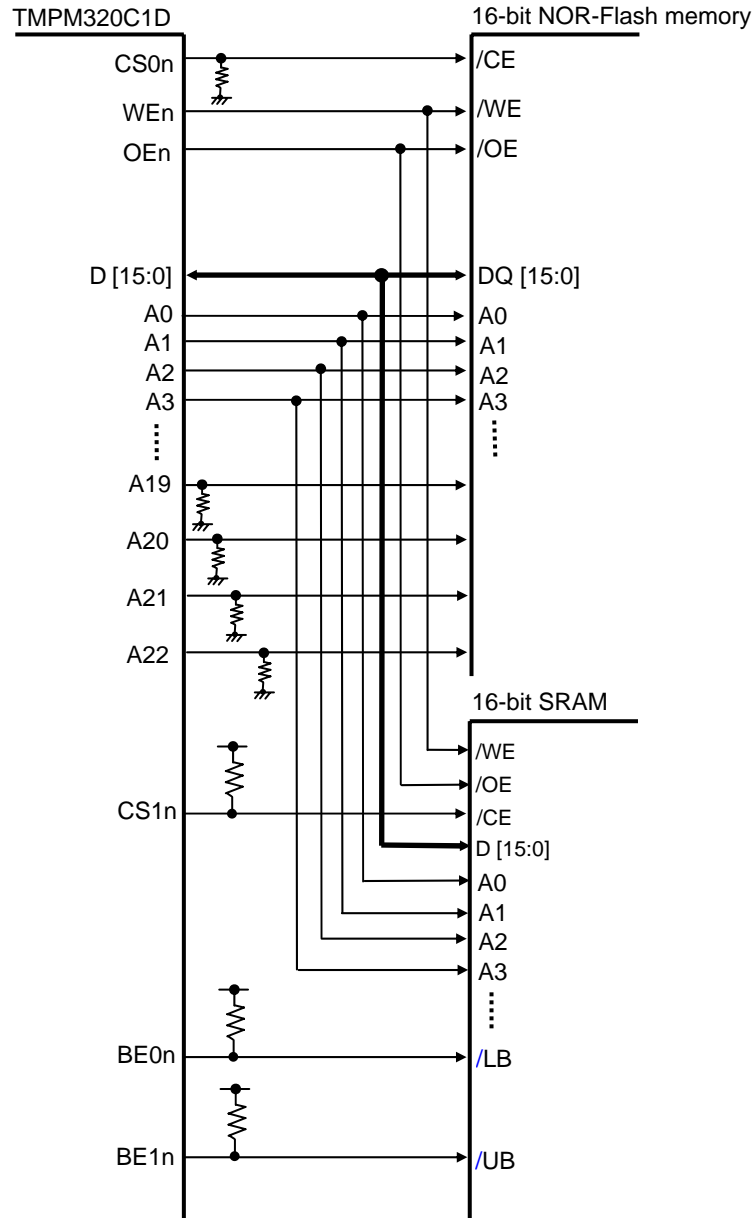 TMPM320C1D 16-bit NOR-Flash memory
CS0n /CE
WEn /WE
OEn /OE
D [15:0] DQ [15:0]
A0 A0
A1 A1
A2 A2
A3 A3
A19
A20
A21
A22
16-bit SRAM
/WE
/OE
CS1n /CE
D [15:0]
A0
A1
A2
A3
BE0n /LB
BE1n /UB